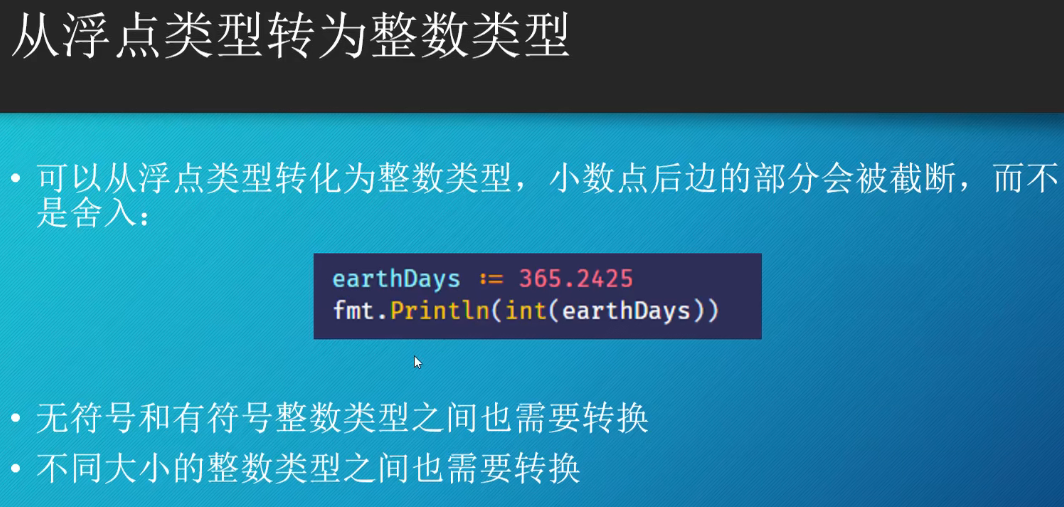 从浮点类型转为整数类型
• 可以从浮点类型转化为整数类型，小数点后边的部分会被截断，而不
是舍入：
earthDays := 365.2425
fmt.Println(int(earthDays))
• 无符号和有符号整数类型之间也需要转换
• 不同大小的整数类型之间也需要转换